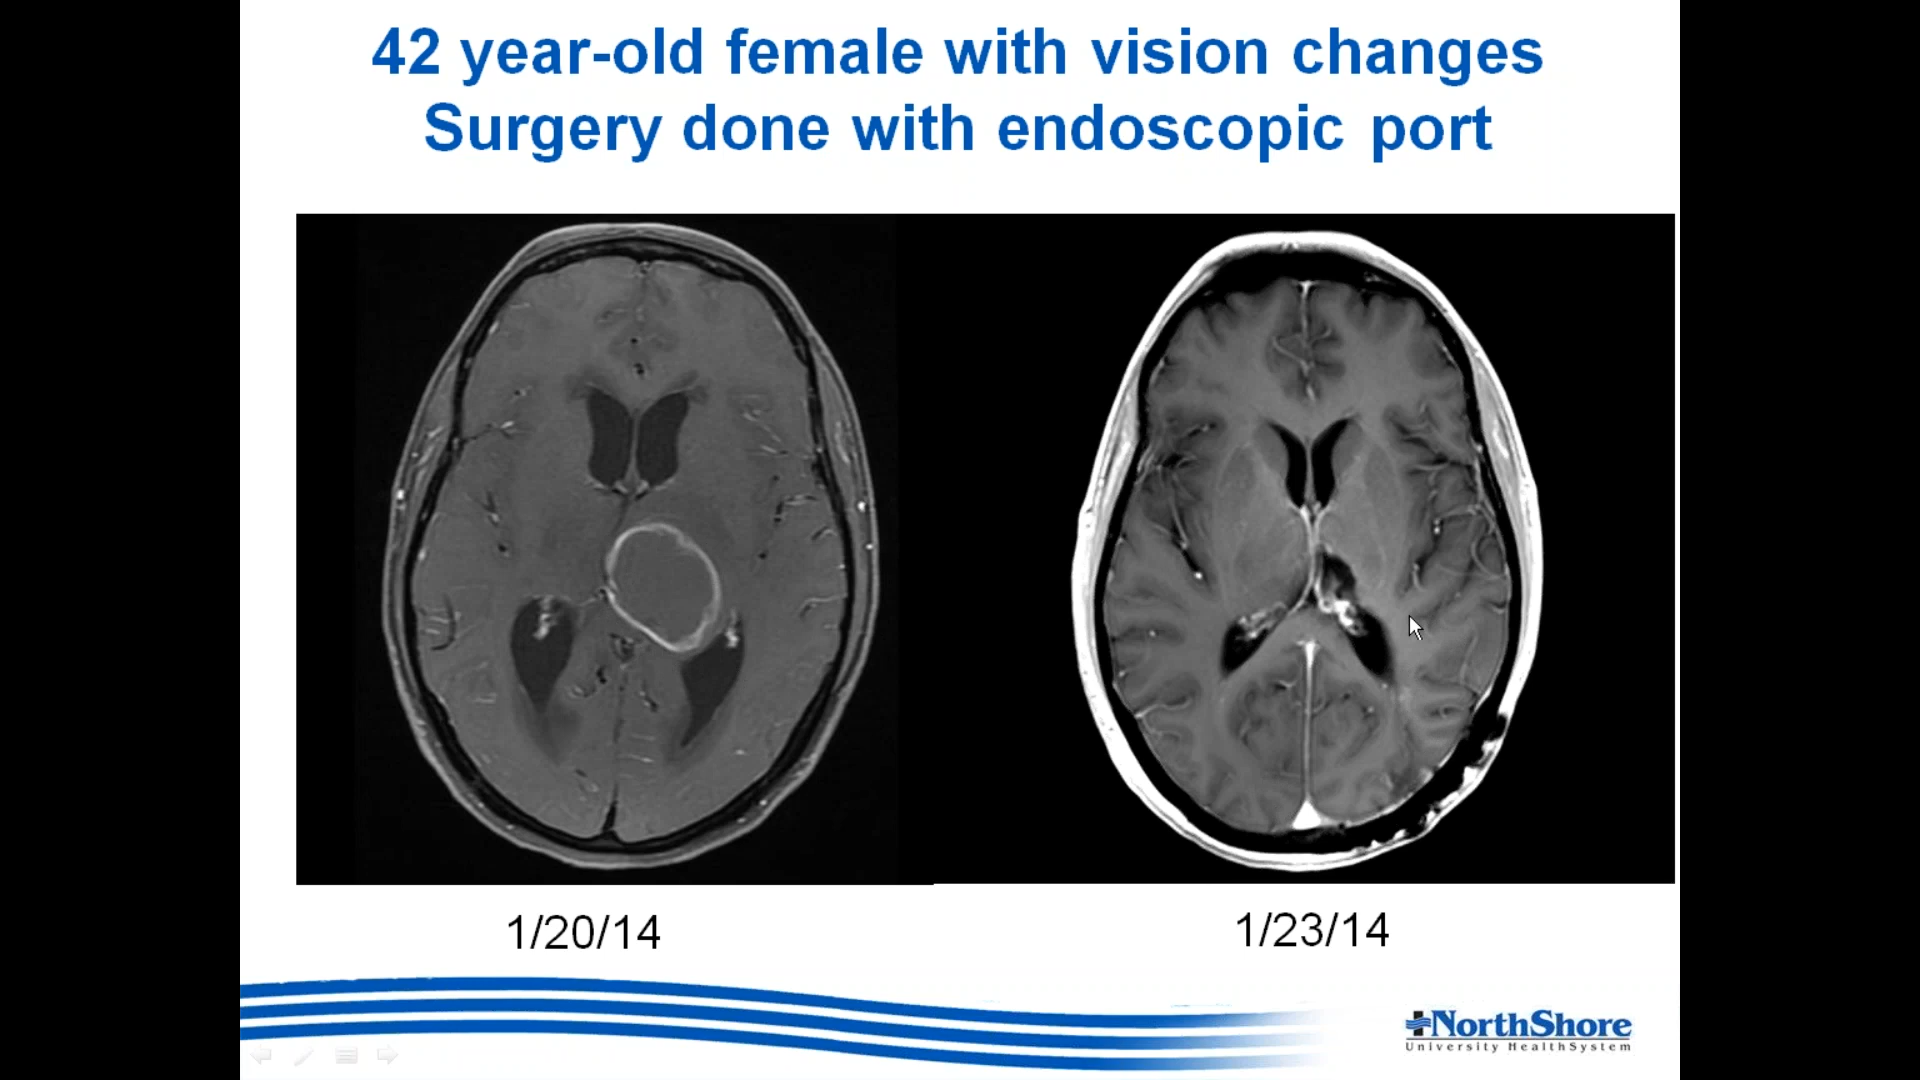 42 year-old female with vision changes
Surgery done with endoscopic port
1/20/14
1/23/14
NorthShore
University HealthSystem